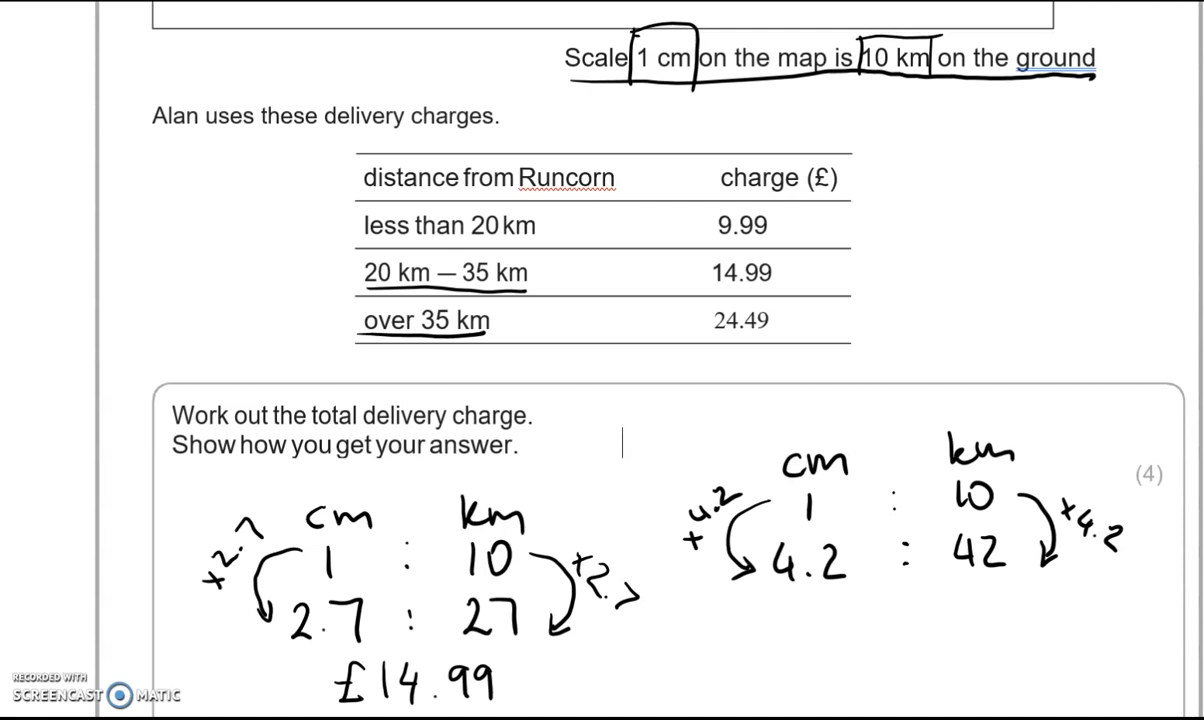 Scale 1 cm on the map is 10 km on the ground
Alan uses these delivery charges.
distance from Runcorn charge (£)
less than 20 km 9.99
20 km – 35 km 14.99
over 35 km 24.49
Work out the total delivery charge.
Show how you get your answer.
(4)
cm km
1 : 10
×2.7 ×2.7
2.7 : 27
£14.99
cm km
1 : 10
×4.2 ×4.2
4.2 : 42
RECORDED WITH
SCREENCAST MATIC